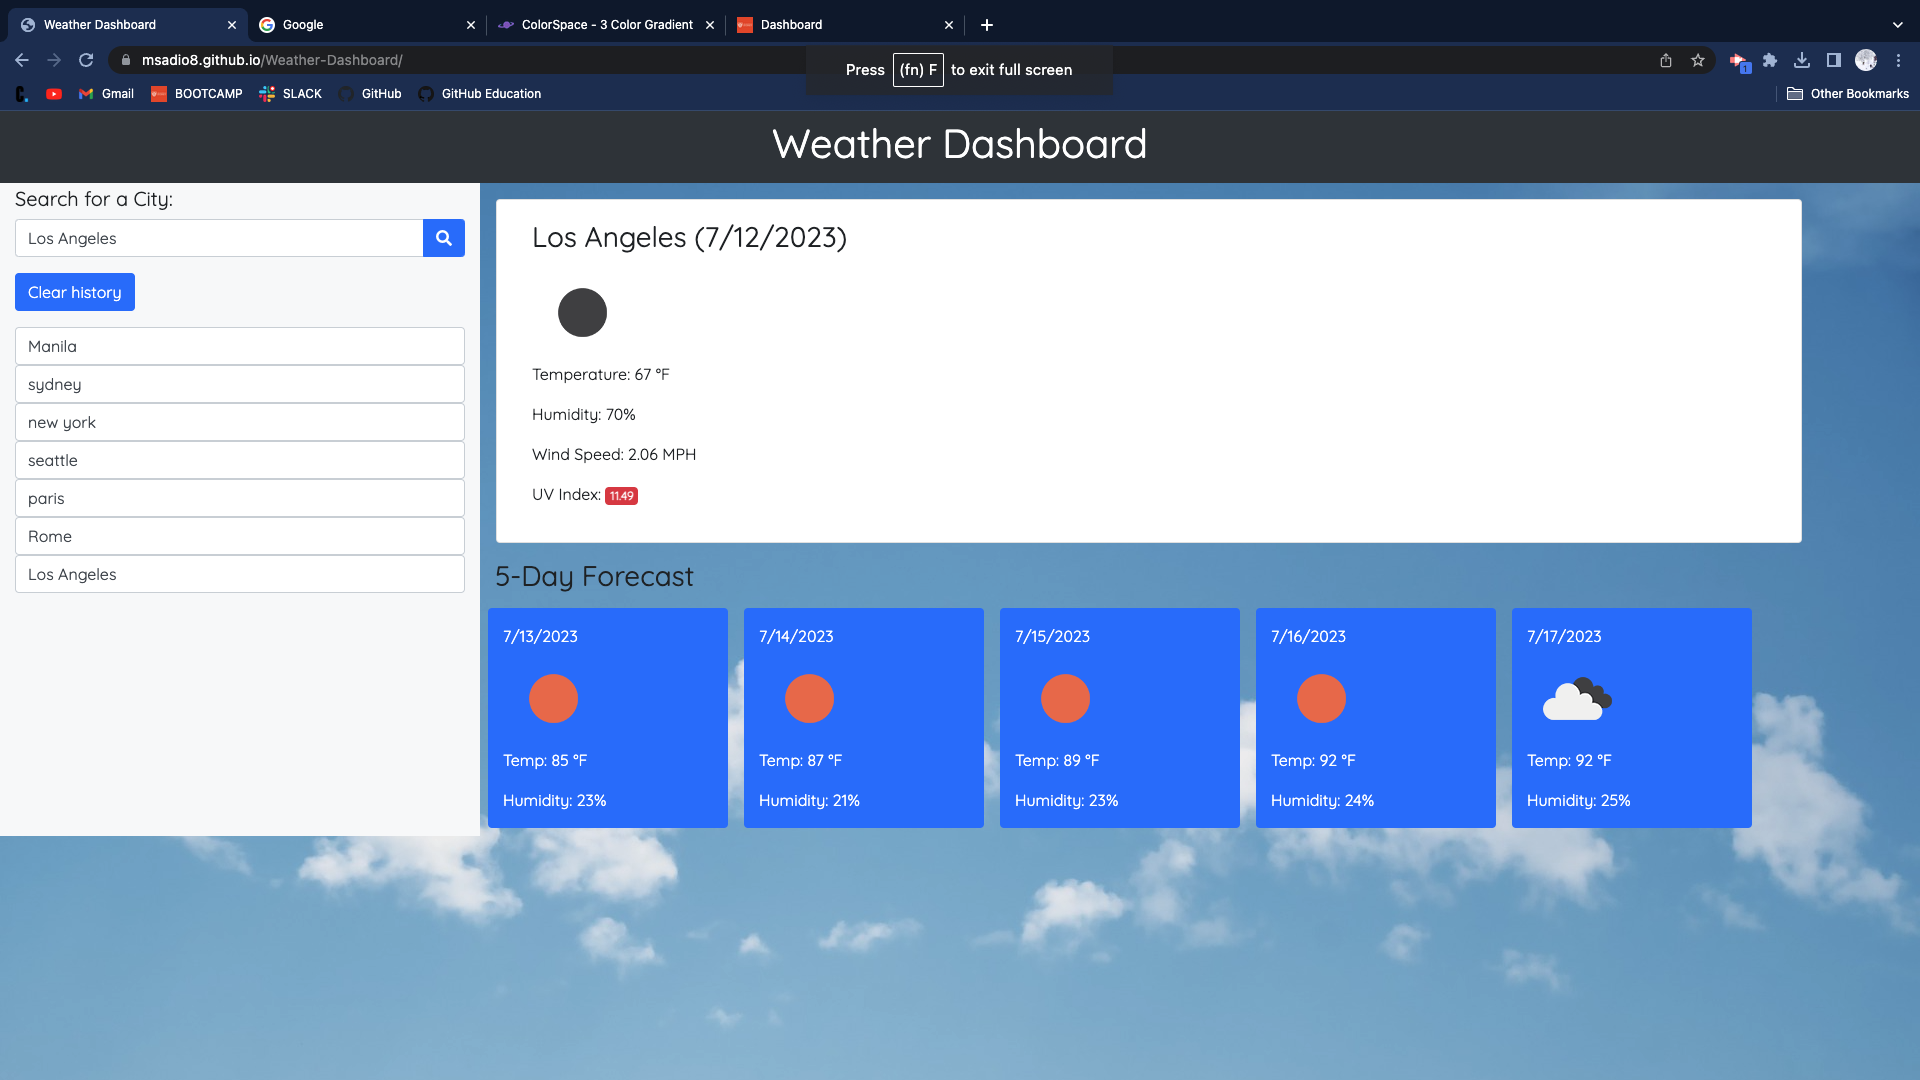 Weather Dashboard
Google
ColorSpace - 3 Color Gradient
Dashboard
msadio8.github.io/Weather-Dashboard/
1
Press (fn) F to exit full screen
Gmail
BOOTCAMP
SLACK
GitHub
GitHub Education
Other Bookmarks
Weather Dashboard
Search for a City:
Los Angeles
Clear history
Manila
sydney
new york
seattle
paris
Rome
Los Angeles
Los Angeles (7/12/2023)
Temperature: 67 °F
Humidity: 70%
Wind Speed: 2.06 MPH
UV Index: 11.49
5-Day Forecast
7/13/2023
Temp: 85 °F
Humidity: 23%
7/14/2023
Temp: 87 °F
Humidity: 21%
7/15/2023
Temp: 89 °F
Humidity: 23%
7/16/2023
Temp: 92 °F
Humidity: 24%
7/17/2023
Temp: 92 °F
Humidity: 25%